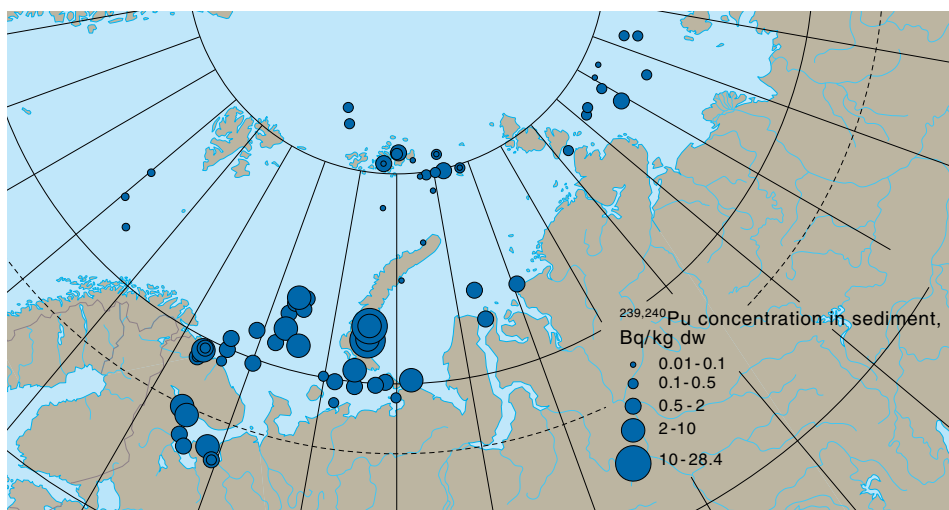 239,240Pu concentration in sediment,
Bq/kg dw
0.01-0.1
0.1-0.5
0.5-2
2-10
10-28.4